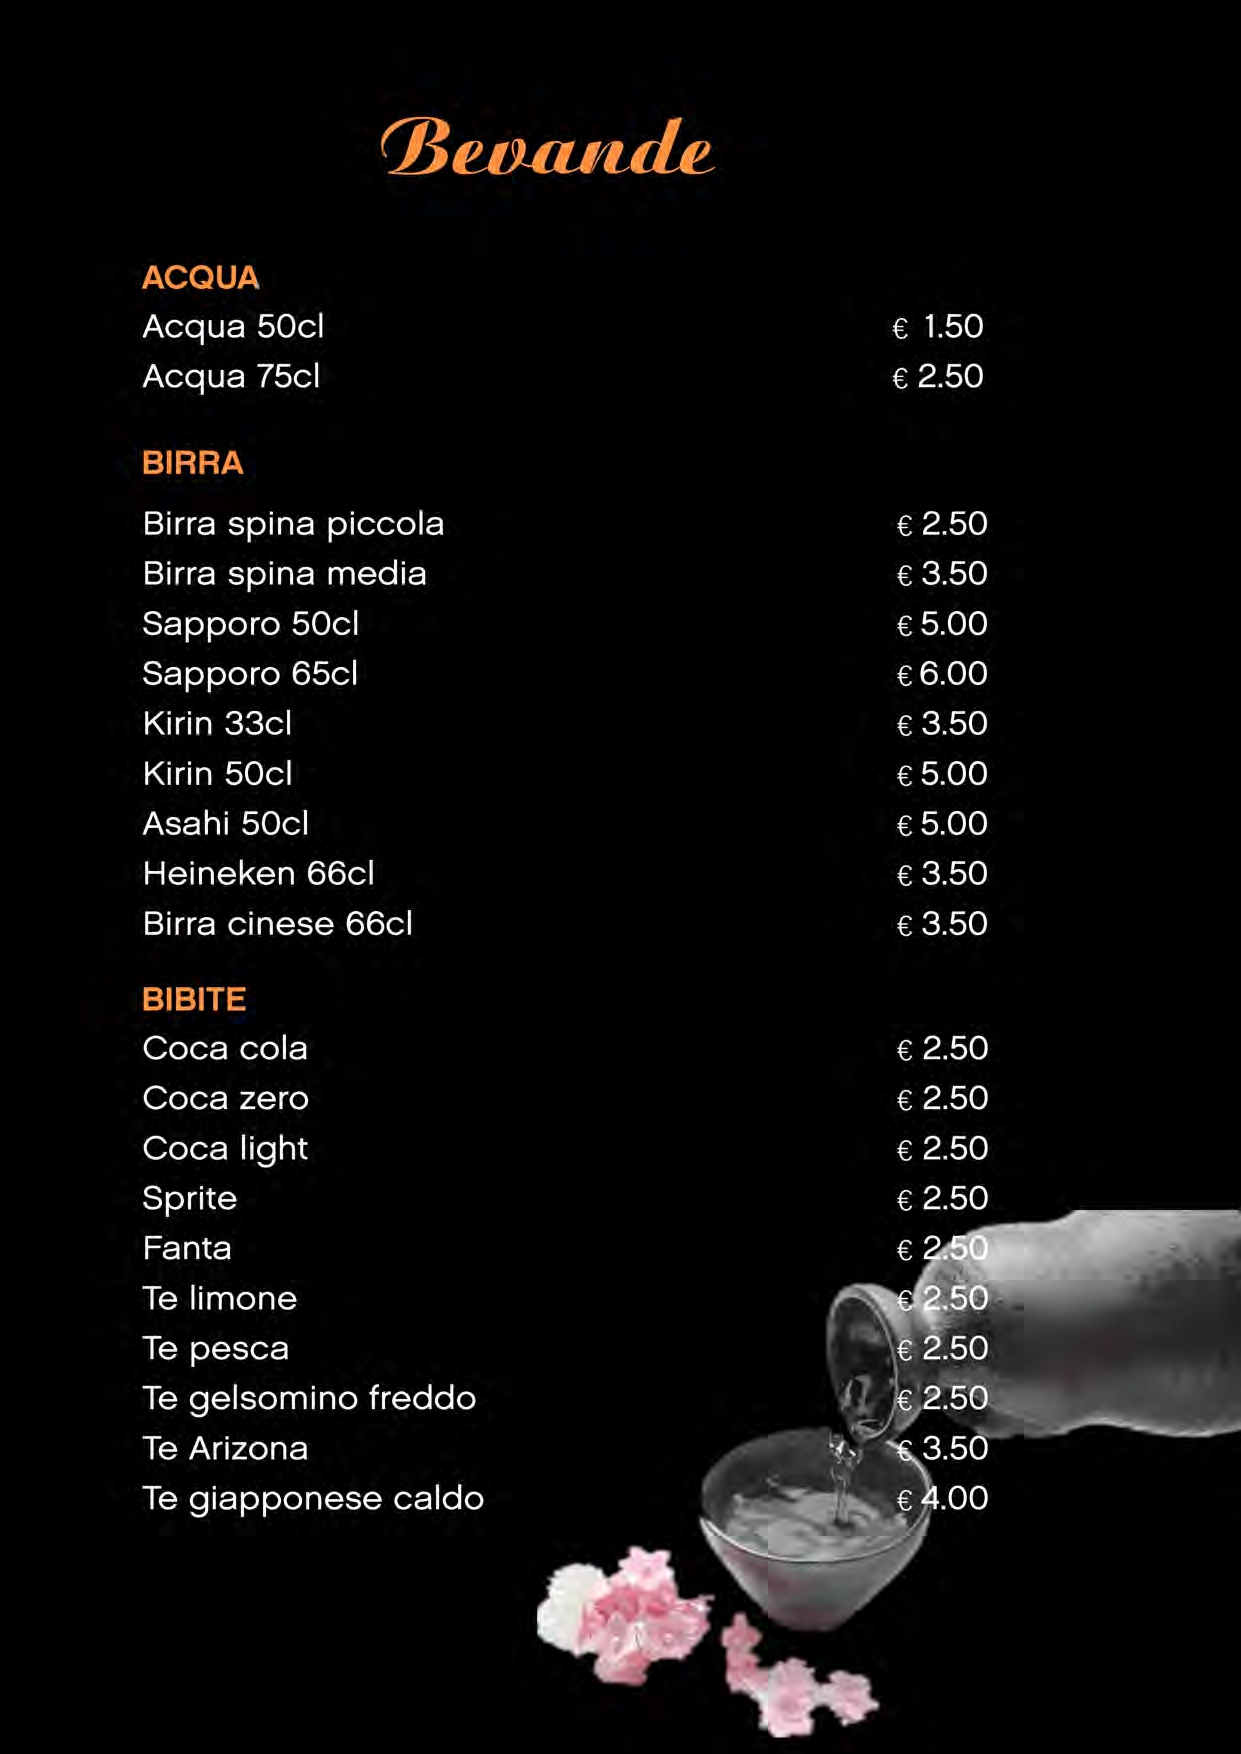 Bevande
ACQUA
Acqua 50cl € 1.50
Acqua 75cl € 2.50
BIRRA
Birra spina piccola € 2.50
Birra spina media € 3.50
Sapporo 50cl € 5.00
Sapporo 65cl € 6.00
Kirin 33cl € 3.50
Kirin 50cl € 5.00
Asahi 50cl € 5.00
Heineken 66cl € 3.50
Birra cinese 66cl € 3.50
BIBITE
Coca cola € 2.50
Coca zero € 2.50
Coca light € 2.50
Sprite € 2.50
Fanta € 2.50
Te limone € 2.50
Te pesca € 2.50
Te gelsomino freddo € 2.50
Te Arizona € 3.50
Te giapponese caldo € 4.00